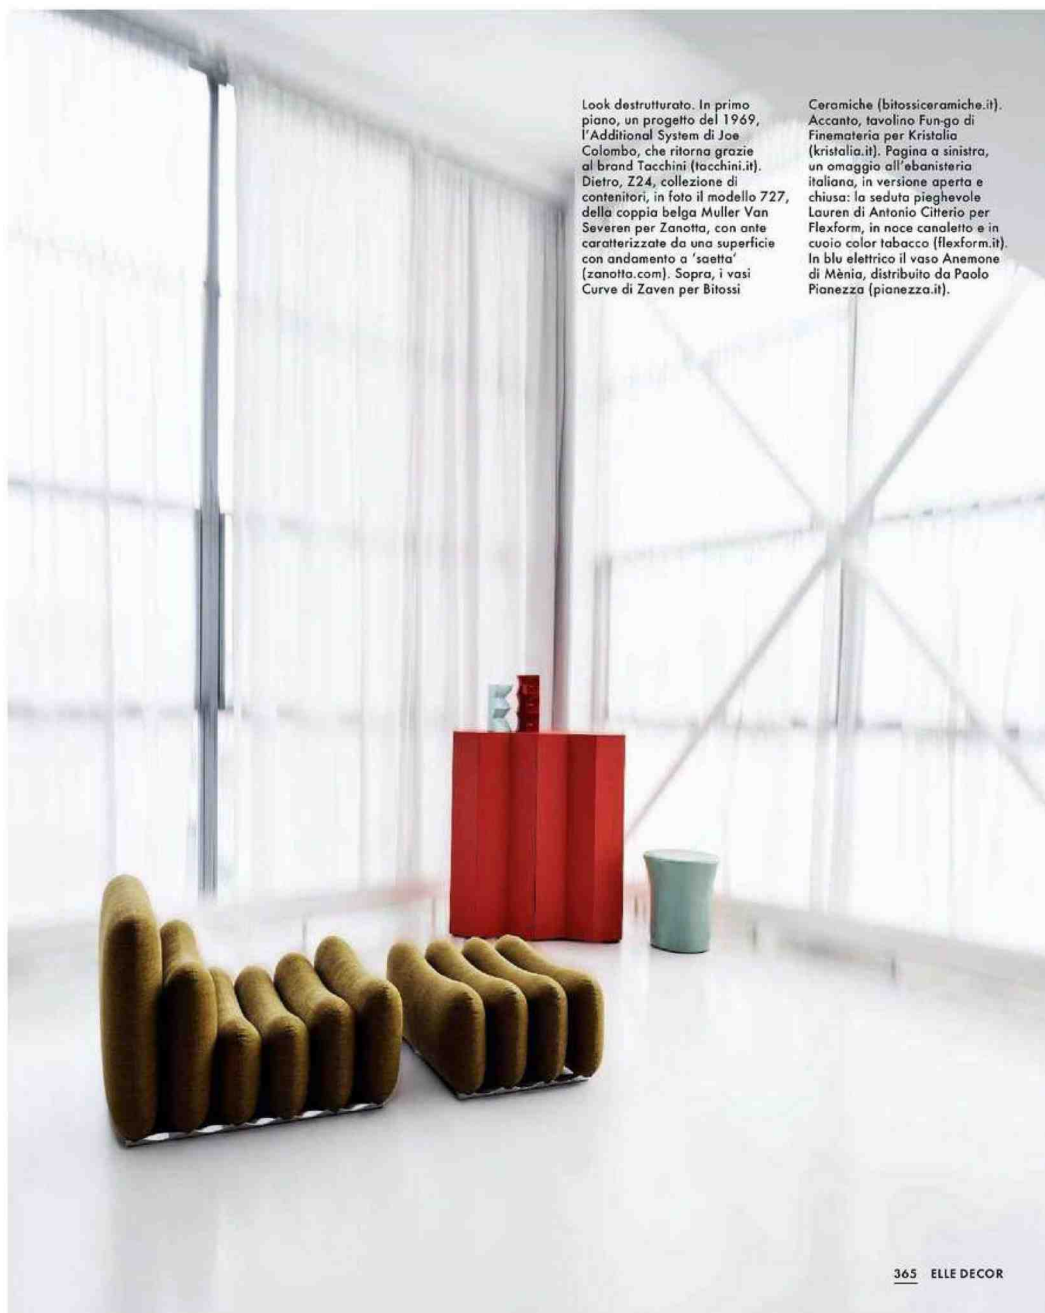 Look destrutturato. In primo
piano, un progetto del 1969,
l'Additional System di Joe
Colombo, che ritorna grazie
al brand Tacchini (tacchini.it).
Dietro, Z24, collezione di
contenitori, in foto il modello 727,
della coppia belga Muller Van
Severen per Zanotta, con ante
caratterizzate da una superficie
con andamento a 'saetta'
(zanotta.com). Sopra, i vasi
Curve di Zaven per Bitossi
Ceramiche (bitossiceramiche.it).
Accanto, tavolino Fun-go di
Finemateria per Kristalia
(kristalia.it). Pagina a sinistra,
un omaggio all'ebanisteria
italiana, in versione aperta e
chiusa: la seduta pieghevole
Lauren di Antonio Citterio per
Flexform, in noce canaletto e in
cuoio color tabacco (flexform.it).
In blu elettrico il vaso Anemone
di Mènia, distribuito da Paolo
Pianezza (pianezza.it).
365 ELLE DECOR